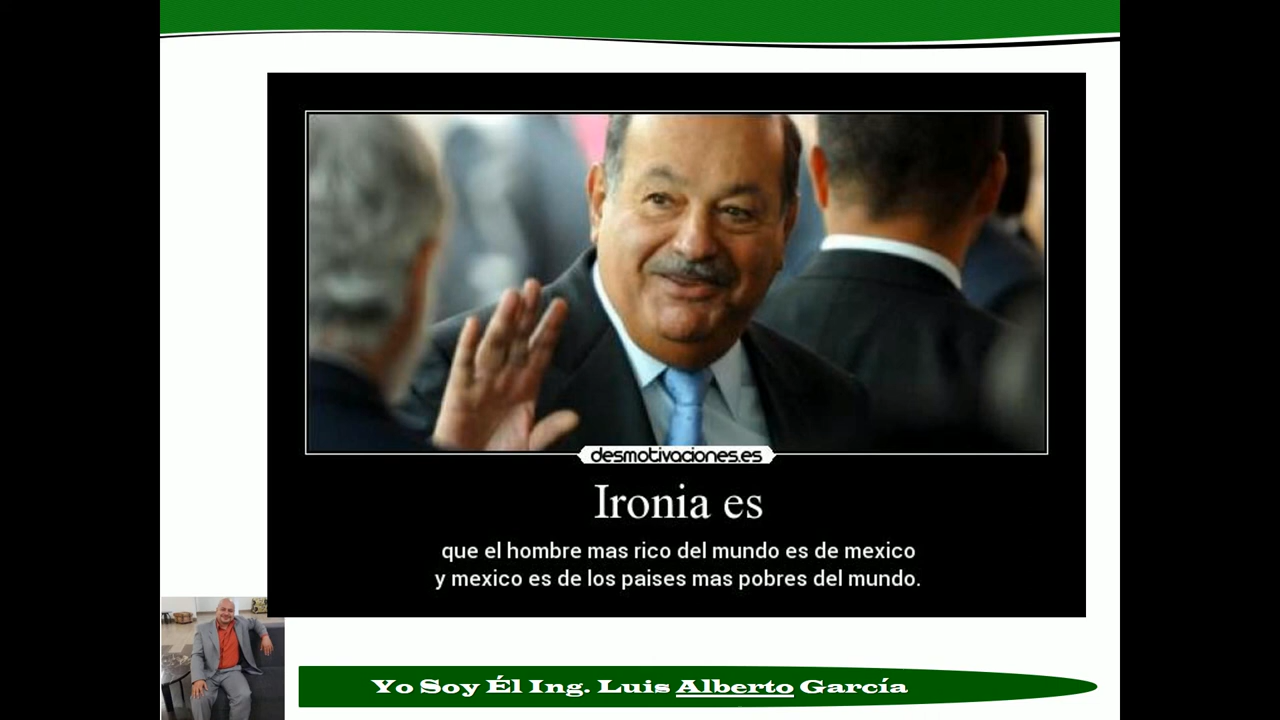 desmotivaciones.es
Ironia es
que el hombre mas rico del mundo es de mexico
y mexico es de los paises mas pobres del mundo.
Yo Soy Él Ing. Luis Alberto García